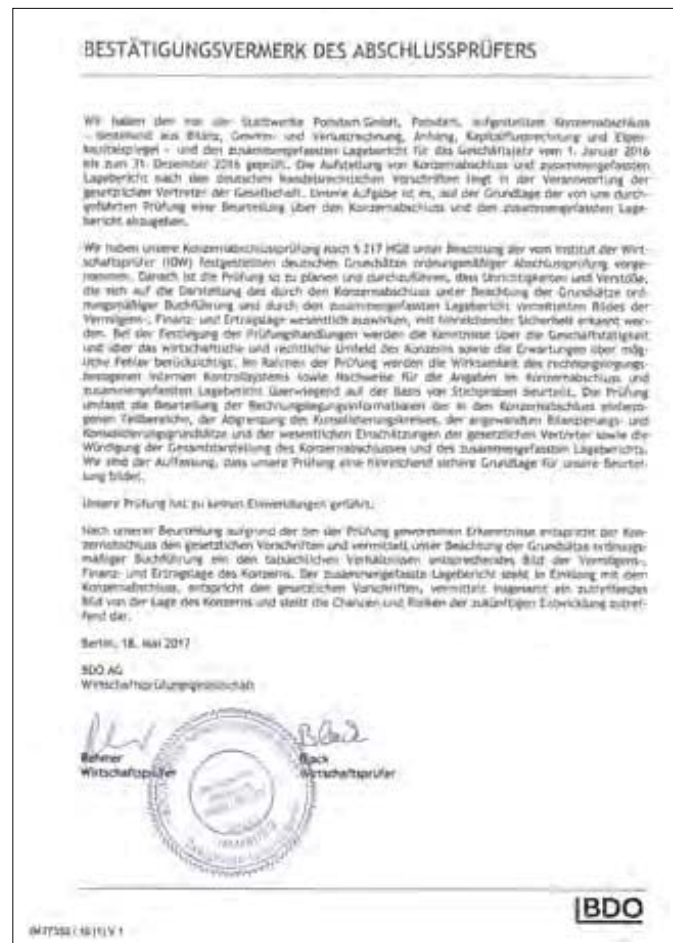 BESTÄTIGUNGSVERMERK DES ABSCHLUSSPRÜFERS
Wir haben den von der Stadtwerke Potsdam GmbH, Potsdam, aufgestellten Konzernabschluss
– bestehend aus Bilanz, Gewinn- und Verlustrechnung, Anhang, Kapitalflussrechnung und Eigen-
kapitalspiegel – und den zusammengefassten Lagebericht für das Geschäftsjahr vom 1. Januar 2016
bis zum 31. Dezember 2016 geprüft. Die Aufstellung von Konzernabschluss und zusammengefassten
Lagebericht nach den deutschen handelsrechtlichen Vorschriften liegt in der Verantwortung der
gesetzlichen Vertreter der Gesellschaft. Unsere Aufgabe ist es, auf der Grundlage der von uns durch-
geführten Prüfung eine Beurteilung über den Konzernabschluss und den zusammengefassten Lage-
bericht abzugeben.
Wir haben unsere Konzernabschlussprüfung nach § 317 HGB unter Beachtung der vom Institut der Wirt-
schaftsprüfer (IDW) festgestellten deutschen Grundsätze ordnungsmäßiger Abschlussprüfung vorge-
nommen. Danach ist die Prüfung so zu planen und durchzuführen, dass Unrichtigkeiten und Verstöße,
die sich auf die Darstellung des durch den Konzernabschluss unter Beachtung der Grundsätze ord-
nungsmäßiger Buchführung und durch den zusammengefassten Lagebericht vermittelten Bildes der
Vermögens-, Finanz- und Ertragslage wesentlich auswirken, mit hinreichender Sicherheit erkannt wer-
den. Bei der Festlegung der Prüfungshandlungen werden die Kenntnisse über die Geschäftstätigkeit
und über das wirtschaftliche und rechtliche Umfeld des Konzerns sowie die Erwartungen über mög-
liche Fehler berücksichtigt. Im Rahmen der Prüfung werden die Wirksamkeit des rechnungslegungs-
bezogenen internen Kontrollsystems sowie Nachweise für die Angaben im Konzernabschluss und
zusammengefassten Lagebericht überwiegend auf der Basis von Stichproben beurteilt. Die Prüfung
umfasst die Beurteilung der Rechnungslegungsinformationen der in den Konzernabschluss einbezo-
genen Teilbereiche, der Abgrenzung des Konsolidierungskreises, der angewandten Bilanzierungs- und
Konsolidierungsgrundsätze und der wesentlichen Einschätzungen der gesetzlichen Vertreter sowie die
Würdigung der Gesamtdarstellung des Konzernabschlusses und des zusammengefassten Lageberichts.
Wir sind der Auffassung, dass unsere Prüfung eine hinreichend sichere Grundlage für unsere Beurtei-
lung bildet.
Unsere Prüfung hat zu keinen Einwendungen geführt.
Nach unserer Beurteilung aufgrund der bei der Prüfung gewonnenen Erkenntnisse entspricht der Kon-
zernabschluss den gesetzlichen Vorschriften und vermittelt unter Beachtung der Grundsätze ordnungs-
mäßiger Buchführung ein den tatsächlichen Verhältnissen entsprechendes Bild der Vermögens-,
Finanz- und Ertragslage des Konzerns. Der zusammengefasste Lagebericht steht in Einklang mit dem
Konzernabschluss, entspricht den gesetzlichen Vorschriften, vermittelt insgesamt ein zutreffendes
Bild von der Lage des Konzerns und stellt die Chancen und Risiken der zukünftigen Entwicklung zutref-
fend dar.
Berlin, 18. Mai 2017
BDO AG
Wirtschaftsprüfungsgesellschaft
Rehmer
Wirtschaftsprüfer
Bjack
Wirtschaftsprüfer
HAMBURG
BDO